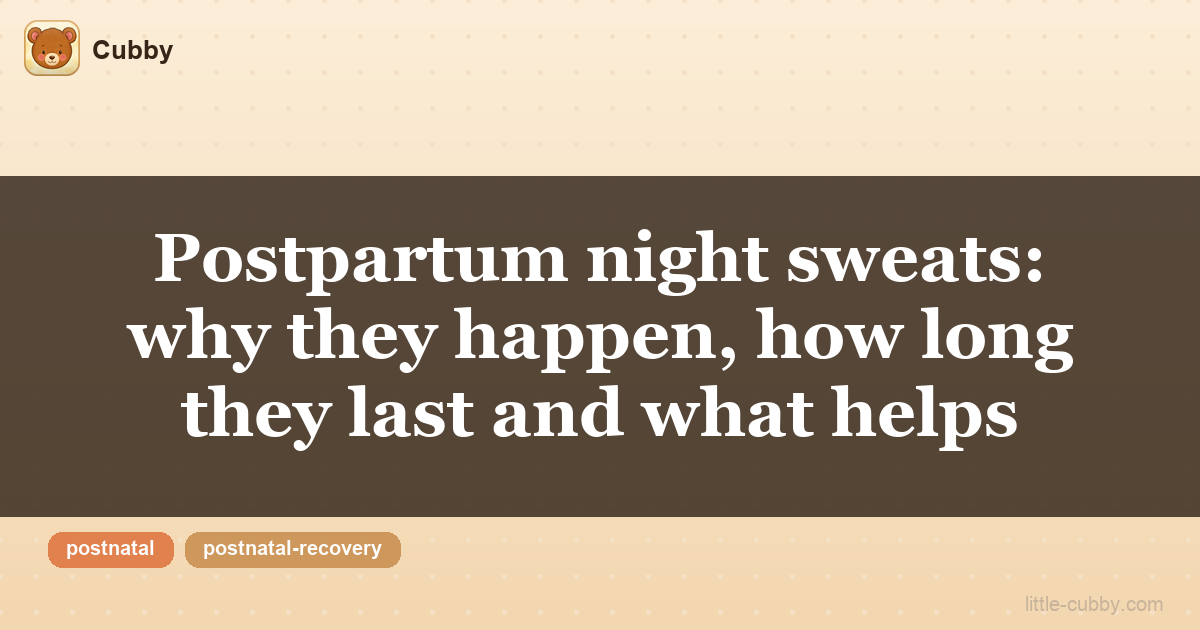 Cubby
Postpartum night sweats:
why they happen, how long
they last and what helps
postnatal
postnatal-recovery
little-cubby.com